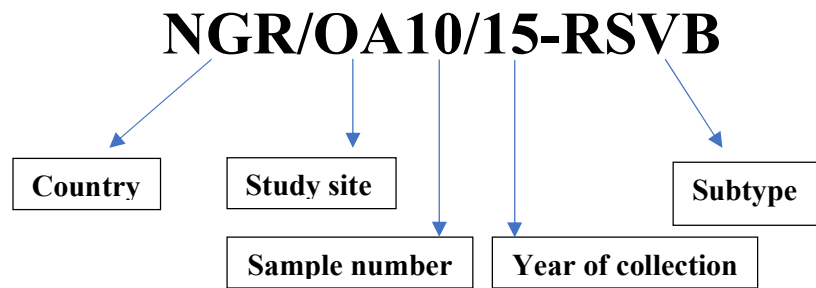 NGR/OA10/15-RSVB
Country
Study site
Subtype
Sample number
Year of collection